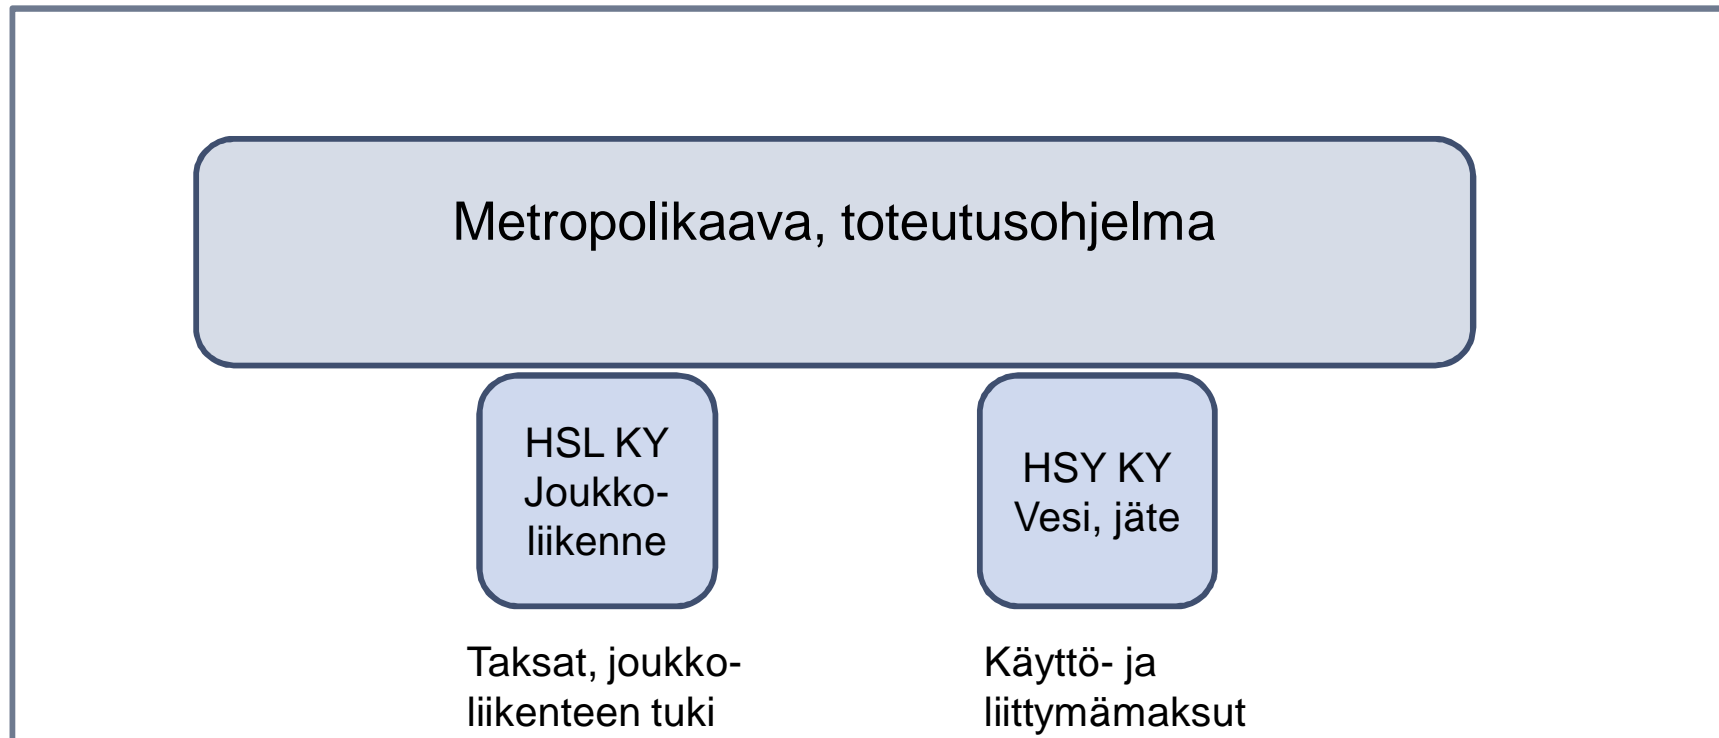 Metropolikaava, toteutusohjelma
HSL KY
Joukko-
liikenne
HSY KY
Vesi, jäte
Taksat, joukko-
liikenteen tuki
Käyttö- ja
liittymämaksut